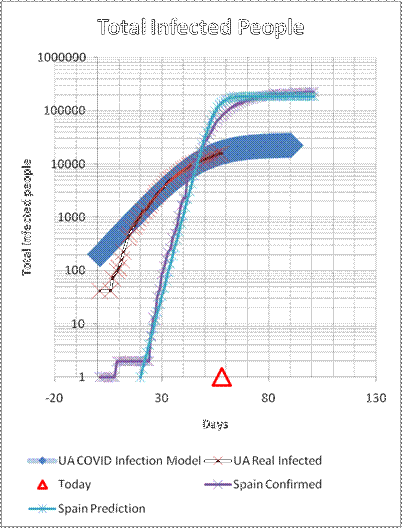 Total Infected People
1000000
100000
10000
1000
100
10
1
Total Infected people
-20
30
80
130
Days
UA COVID Infection Model
UA Real Infected
Today
Spain Confirmed
Spain Prediction